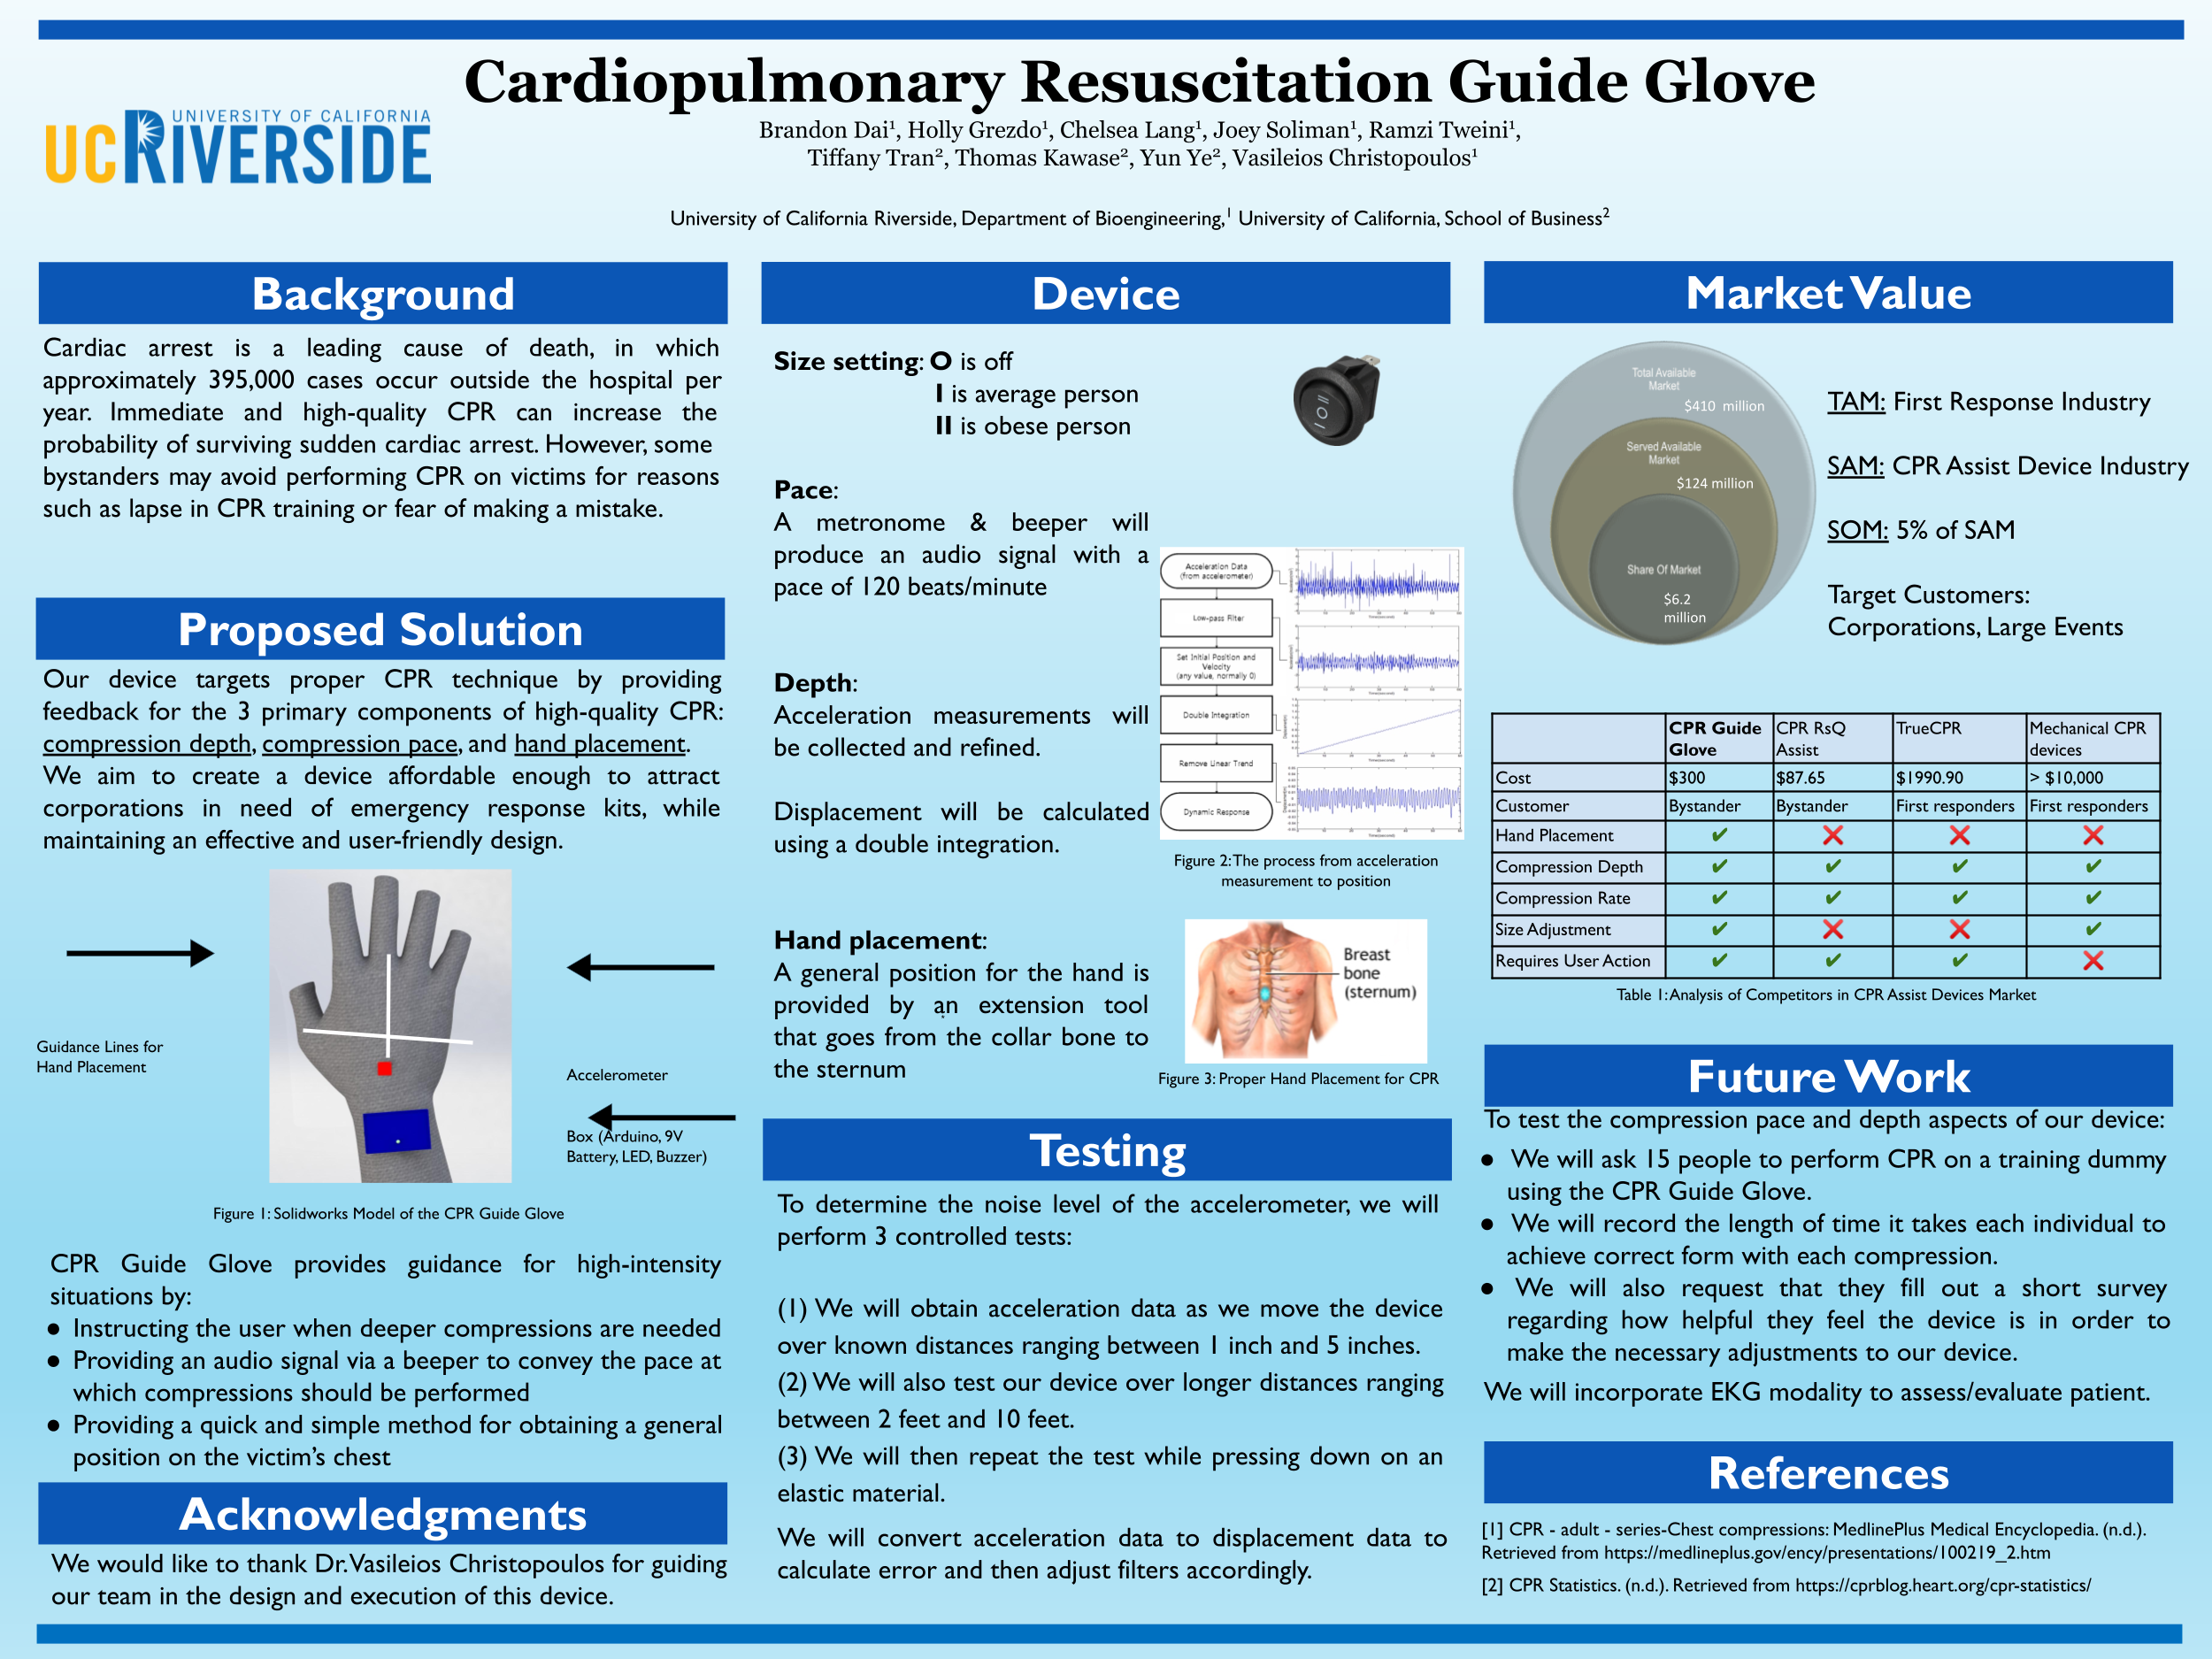 Cardiopulmonary Resuscitation Guide Glove
UNIVERSITY OF CALIFORNIA
UCRIVERSIDE
Brandon Dai¹, Holly Grezdo¹, Chelsea Lang¹, Joey Soliman¹, Ramzi Tweini¹,
Tiffany Tran², Thomas Kawase², Yun Ye², Vasileios Christopoulos¹
University of California Riverside, Department of Bioengineering,¹ University of California, School of Business²
Background
Cardiac arrest is a leading cause of death, in which
approximately 395,000 cases occur outside the hospital per
year. Immediate and high-quality CPR can increase the
probability of surviving sudden cardiac arrest. However, some
bystanders may avoid performing CPR on victims for reasons
such as lapse in CPR training or fear of making a mistake.
Proposed Solution
Our device targets proper CPR technique by providing
feedback for the 3 primary components of high-quality CPR:
compression depth, compression pace, and hand placement.
We aim to create a device affordable enough to attract
corporations in need of emergency response kits, while
maintaining an effective and user-friendly design.
Guidance Lines for
Hand Placement
Accelerometer
Box (Arduino, 9V
Battery, LED, Buzzer)
Figure 1: Solidworks Model of the CPR Guide Glove
CPR Guide Glove provides guidance for high-intensity
situations by:
● Instructing the user when deeper compressions are needed
● Providing an audio signal via a beeper to convey the pace at
which compressions should be performed
● Providing a quick and simple method for obtaining a general
position on the victim's chest
Acknowledgments
We would like to thank Dr. Vasileios Christopoulos for guiding
our team in the design and execution of this device.
Device
Size setting: O is off
I is average person
II is obese person
Pace:
A metronome & beeper will
produce an audio signal with a
pace of 120 beats/minute
Depth:
Acceleration measurements will
be collected and refined.
Displacement will be calculated
using a double integration.
Acceleration Data
(from accelerometer)
Low-pass Filter
Set Initial Position and
Velocity
(any value, normally 0)
Double Integration
Remove Linear Trend
Dynamic Response
Figure 2: The process from acceleration
measurement to position
Hand placement:
A general position for the hand is
provided by an extension tool
that goes from the collar bone to
the sternum
Breast
bone
(sternum)
Figure 3: Proper Hand Placement for CPR
Testing
To determine the noise level of the accelerometer, we will
perform 3 controlled tests:
(1) We will obtain acceleration data as we move the device
over known distances ranging between 1 inch and 5 inches.
(2) We will also test our device over longer distances ranging
between 2 feet and 10 feet.
(3) We will then repeat the test while pressing down on an
elastic material.
We will convert acceleration data to displacement data to
calculate error and then adjust filters accordingly.
Market Value
Total Available
Market
$410 million
Served Available
Market
$124 million
Share Of Market
$6.2
million
TAM: First Response Industry
SAM: CPR Assist Device Industry
SOM: 5% of SAM
Target Customers:
Corporations, Large Events
CPR Guide Glove | CPR RsQ Assist | TrueCPR | Mechanical CPR devices
Cost | $300 | $87.65 | $1990.90 | > $10,000
Customer | Bystander | Bystander | First responders | First responders
Hand Placement | ✔ | ❌ | ❌ | ❌
Compression Depth | ✔ | ✔ | ✔ | ✔
Compression Rate | ✔ | ✔ | ✔ | ✔
Size Adjustment | ✔ | ❌ | ❌ | ✔
Requires User Action | ✔ | ✔ | ✔ | ❌
Table 1: Analysis of Competitors in CPR Assist Devices Market
Future Work
To test the compression pace and depth aspects of our device:
● We will ask 15 people to perform CPR on a training dummy
using the CPR Guide Glove.
● We will record the length of time it takes each individual to
achieve correct form with each compression.
● We will also request that they fill out a short survey
regarding how helpful they feel the device is in order to
make the necessary adjustments to our device.
We will incorporate EKG modality to assess/evaluate patient.
References
[1] CPR - adult - series-Chest compressions: MedlinePlus Medical Encyclopedia. (n.d.).
Retrieved from https://medlineplus.gov/ency/presentations/100219_2.htm
[2] CPR Statistics. (n.d.). Retrieved from https://cprblog.heart.org/cpr-statistics/